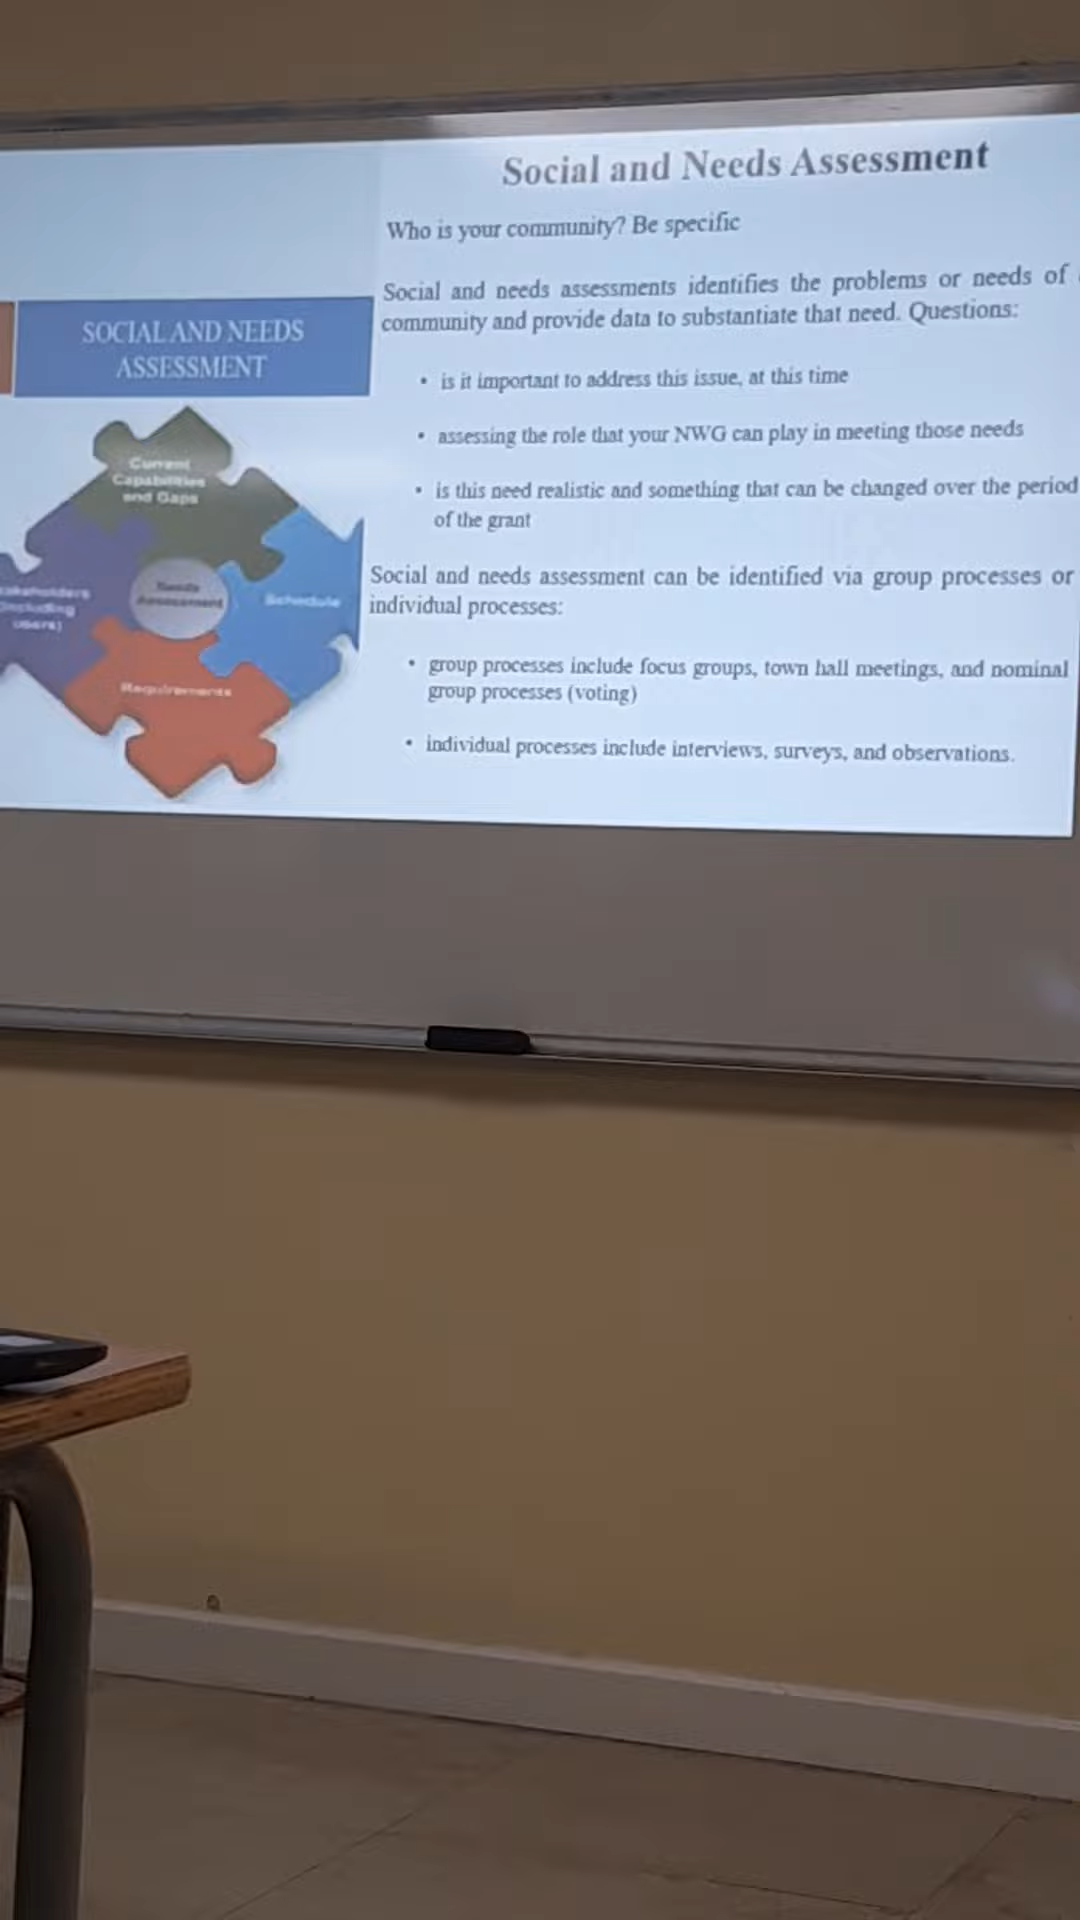 Social and Needs Assessment
Who is your community? Be specific
Social and needs assessments identifies the problems or needs of
community and provide data to substantiate that need. Questions:
• is it important to address this issue, at this time
• assessing the role that your NWG can play in meeting those needs
• is this need realistic and something that can be changed over the period
of the grant
Social and needs assessment can be identified via group processes or
individual processes:
• group processes include focus groups, town hall meetings, and nominal
group processes (voting)
• individual processes include interviews, surveys, and observations.
SOCIAL AND NEEDS
ASSESSMENT
Current
Capabilities
and Gaps
(including
users)
Needs
Assessment
Schedule
Requirements